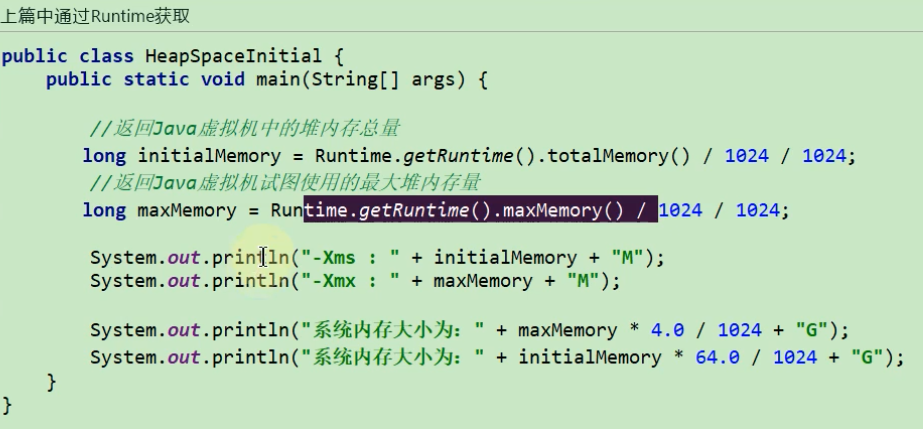 上篇中通过Runtime获取
public class HeapSpaceInitial {
public static void main(String[] args) {
//返回Java虚拟机中的堆内存总量
long initialMemory = Runtime.getRuntime().totalMemory() / 1024 / 1024;
//返回Java虚拟机试图使用的最大堆内存量
long maxMemory = Runtime.getRuntime().maxMemory() / 1024 / 1024;
System.out.println("-Xms : " + initialMemory + "M");
System.out.println("-Xmx : " + maxMemory + "M");
System.out.println("系统内存大小为：" + maxMemory * 4.0 / 1024 + "G");
System.out.println("系统内存大小为：" + initialMemory * 64.0 / 1024 + "G");
}
}